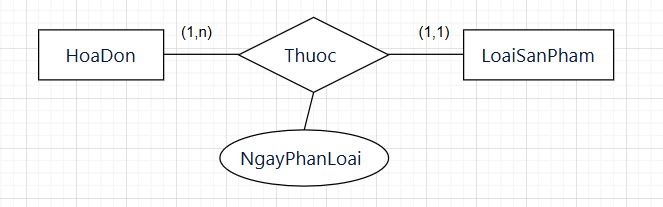 (1,n)
(1,1)
HoaDon
Thuoc
LoaiSanPham
NgayPhanLoai